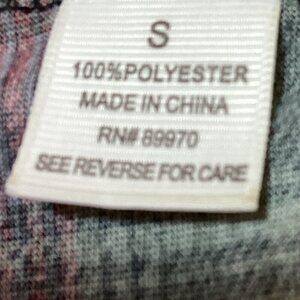 S
100%POLYESTER
MADE IN CHINA
RN# 89970
SEE REVERSE FOR CARE